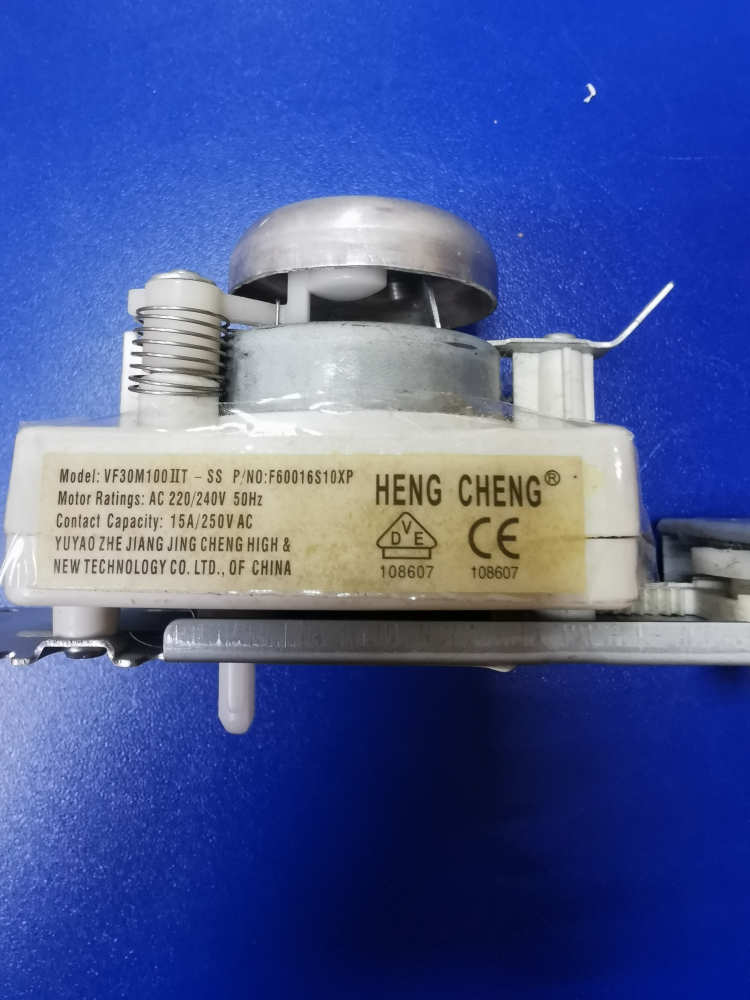 Model: VF30M100IIT - SS P/NO:F60016S10XP
Motor Ratings: AC 220/240V 50Hz
Contact Capacity: 15A/250V AC
YUYAO ZHE JIANG JING CHENG HIGH &
NEW TECHNOLOGY CO. LTD., OF CHINA
HENG CHENG®
DVE
108607
CE
108607